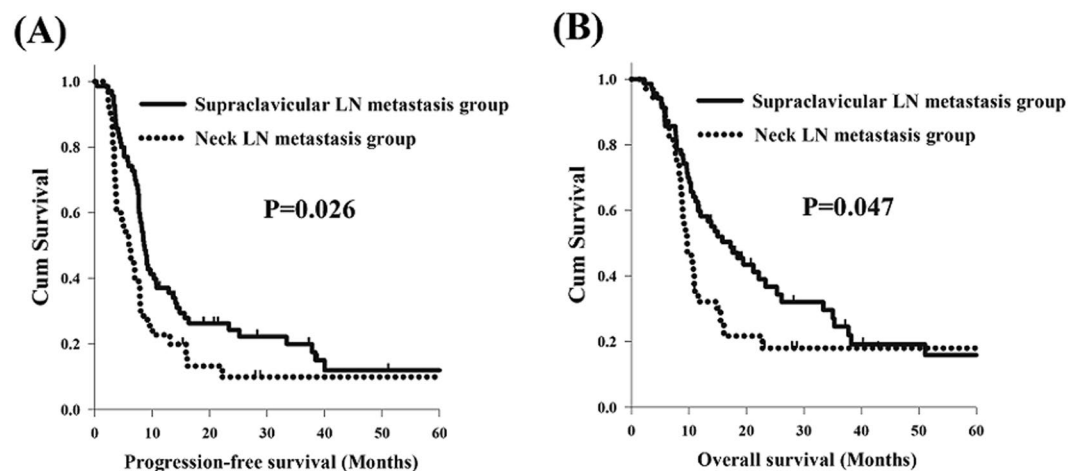 (A)
1.0
0.8
0.6
0.4
0.2
0.0
Cum Survival
Supraclavicular LN metastasis group
Neck LN metastasis group
P=0.026
0 10 20 30 40 50 60
Progression-free survival (Months)
(B)
1.0
0.8
0.6
0.4
0.2
0.0
Cum Survival
Supraclavicular LN metastasis group
Neck LN metastasis group
P=0.047
0 10 20 30 40 50 60
Overall survival (Months)